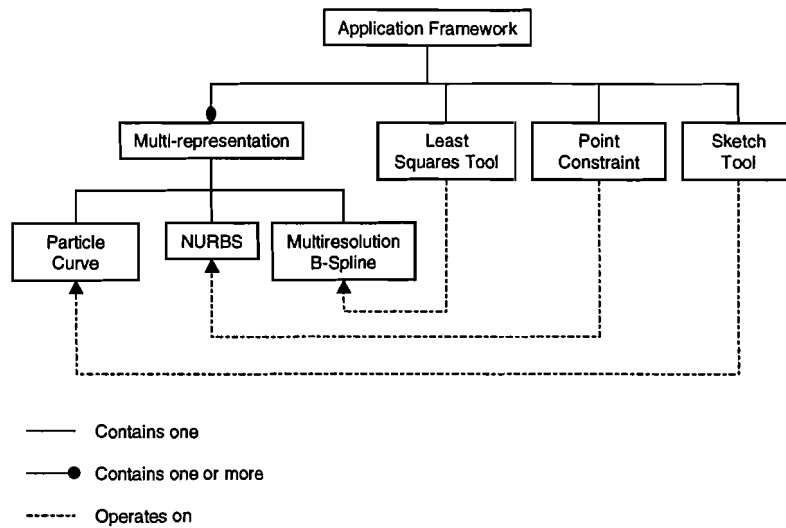 Application Framework
Multi-representation
Least
Squares Tool
Point
Constraint
Sketch
Tool
Particle
Curve
NURBS
Multiresolution
B-Spline
Contains one
Contains one or more
Operates on